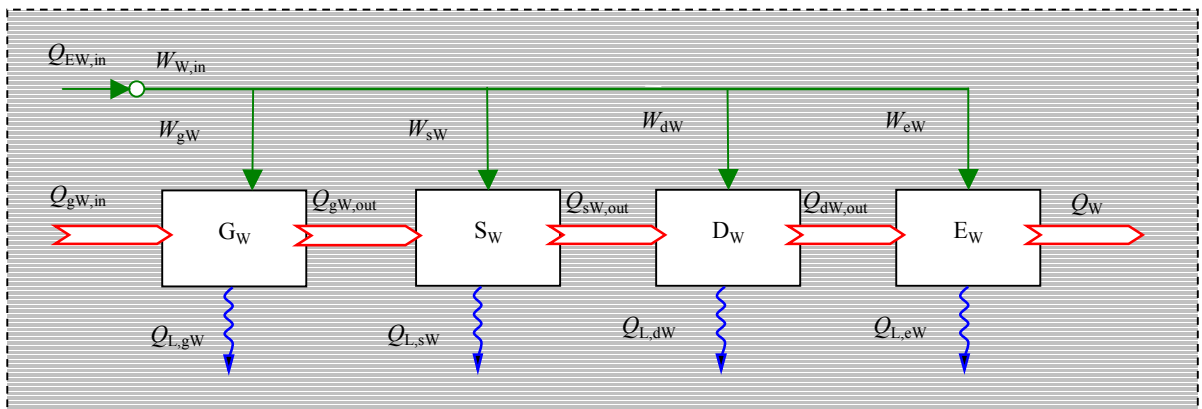 Q_EW,in
W_W,in
W_gW
W_sW
W_dW
W_eW
Q_gW,in
G_W
Q_gW,out
S_W
Q_sW,out
D_W
Q_dW,out
E_W
Q_W
Q_L,gW
Q_L,sW
Q_L,dW
Q_L,eW